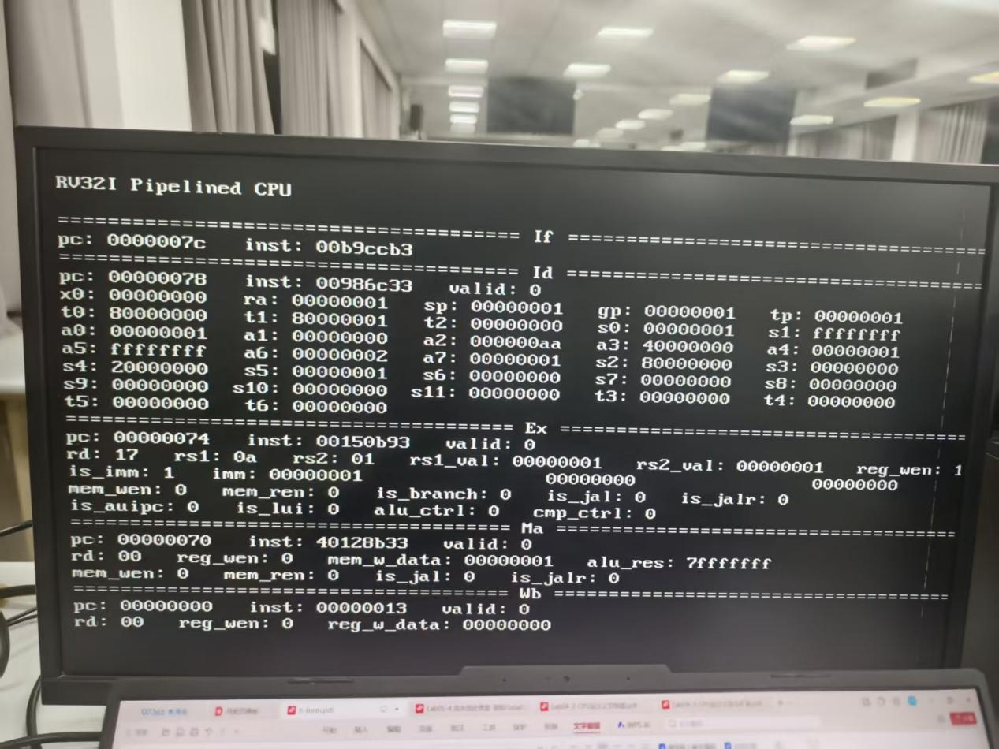 RV32I Pipelined CPU
===================================== If ==================================
pc: 0000007c inst: 00b9ccb3
===================================== Id ==================================
pc: 00000078 inst: 00986c33 valid: 0
x0: 00000000 ra: 00000001 sp: 00000001 gp: 00000001 tp: 00000001
t0: 80000000 t1: 80000001 t2: 00000000 s0: 00000001 s1: ffffffff
a0: 00000001 a1: 00000000 a2: 000000aa a3: 40000000 a4: 00000001
a5: ffffffff a6: 00000002 a7: 00000001 s2: 80000000 s3: 00000000
s4: 20000000 s5: 00000001 s6: 00000000 s7: 00000000 s8: 00000000
s9: 00000000 s10: 00000000 s11: 00000000 t3: 00000000 t4: 00000000
t5: 00000000 t6: 00000000
===================================== Ex ==================================
pc: 00000074 inst: 00150b93 valid: 0
rd: 17 rs1: 0a rs2: 01 rs1_val: 00000001 rs2_val: 00000001 reg_wen: 1
is_imm: 1 imm: 00000001 00000000 00000000
mem_wen: 0 mem_ren: 0 is_branch: 0 is_jal: 0 is_jalr: 0
is_auipc: 0 is_lui: 0 alu_ctrl: 0 cmp_ctrl: 0
===================================== Ma ==================================
pc: 00000070 inst: 40128b33 valid: 0
rd: 00 reg_wen: 0 mem_w_data: 00000001 alu_res: 7fffffff
mem_wen: 0 mem_ren: 0 is_jal: 0 is_jalr: 0
===================================== Wb ==================================
pc: 00000000 inst: 00000013 valid: 0
rd: 00 reg_wen: 0 reg_w_data: 00000000